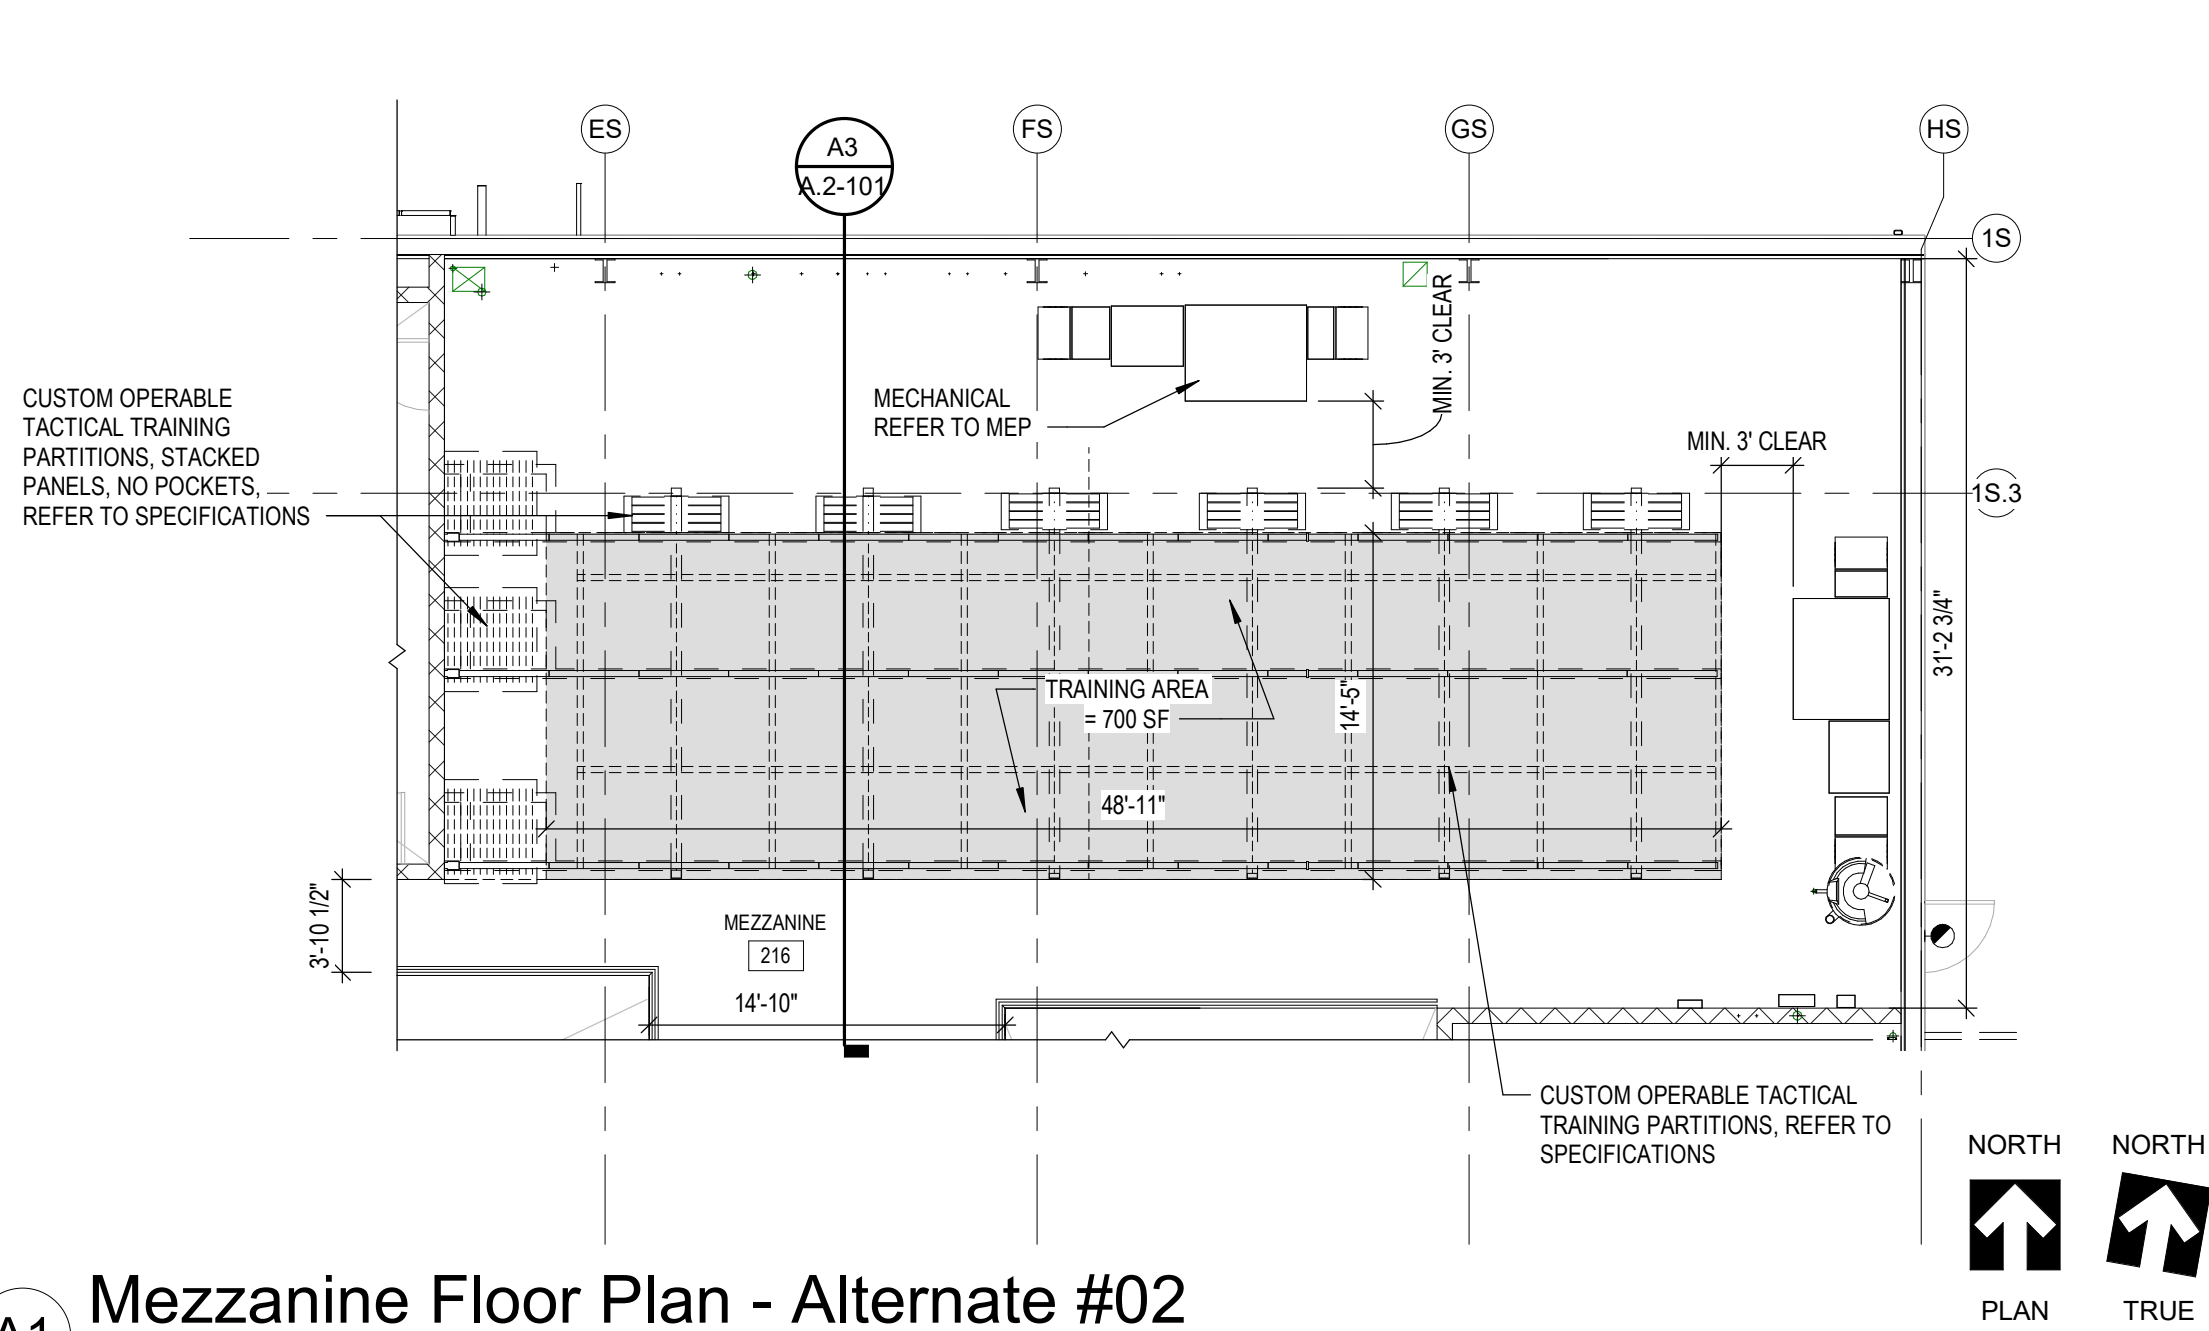 ES
FS
GS
HS
A3
A.2-101
1S
MIN. 3' CLEAR
CUSTOM OPERABLE
TACTICAL TRAINING
PARTITIONS, STACKED
PANELS, NO POCKETS,
REFER TO SPECIFICATIONS
MECHANICAL
REFER TO MEP
MIN. 3' CLEAR
1S.3
31'-2 3/4"
TRAINING AREA
= 700 SF
14'-5"
48'-11"
3'-10 1/2"
MEZZANINE
216
14'-10"
CUSTOM OPERABLE TACTICAL
TRAINING PARTITIONS, REFER TO
SPECIFICATIONS
NORTH
NORTH
PLAN
TRUE
A1
Mezzanine Floor Plan - Alternate #02